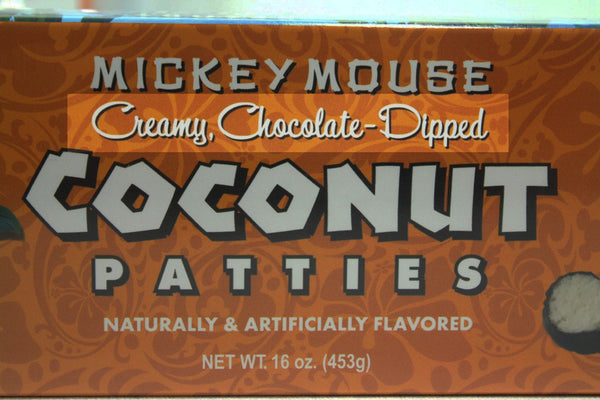 MICKEY MOUSE
Creamy, Chocolate-Dipped
COCONUT
PATTIES
NATURALLY & ARTIFICIALLY FLAVORED
NET WT. 16 oz. (453g)